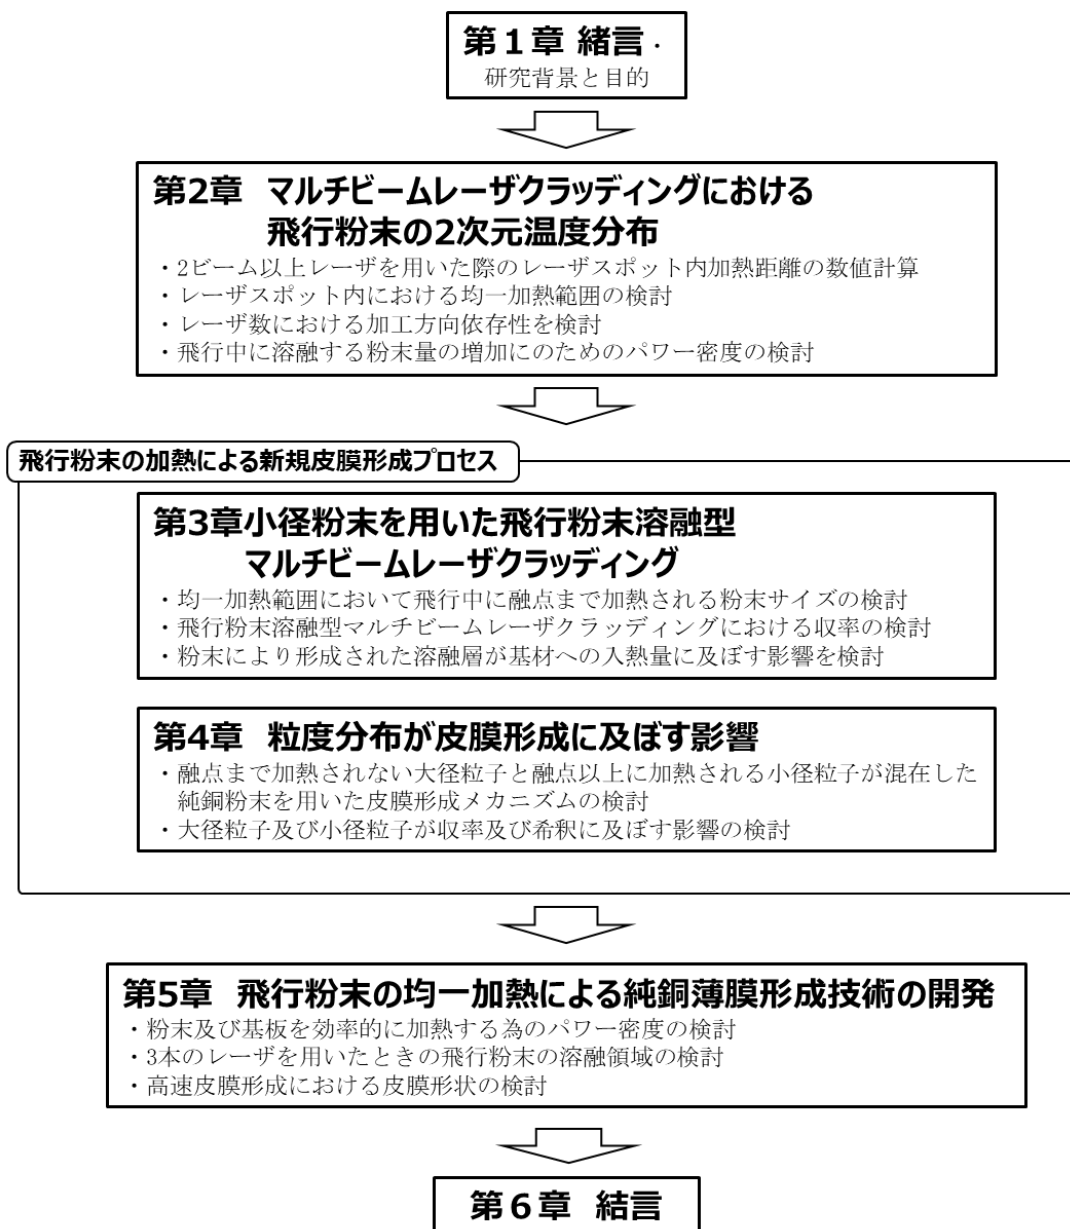 第1章 緒言・
研究背景と目的
第2章 マルチビームレーザクラッディングにおける
飛行粉末の2次元温度分布
・2ビーム以上レーザを用いた際のレーザスポット内加熱距離の数値計算
・レーザスポット内における均一加熱範囲の検討
・レーザ数における加工方向依存性を検討
・飛行中に溶融する粉末量の増加にのためのパワー密度の検討
飛行粉末の加熱による新規皮膜形成プロセス
第3章小径粉末を用いた飛行粉末溶融型
マルチビームレーザクラッディング
・均一加熱範囲において飛行中に融点まで加熱される粉末サイズの検討
・飛行粉末溶融型マルチビームレーザクラッディングにおける収率の検討
・粉末により形成された溶融層が基材への入熱量に及ぼす影響を検討
第4章 粒度分布が皮膜形成に及ぼす影響
・融点まで加熱されない大径粒子と融点以上に加熱される小径粒子が混在した
純銅粉末を用いた皮膜形成メカニズムの検討
・大径粒子及び小径粒子が収率及び希釈に及ぼす影響の検討
第5章 飛行粉末の均一加熱による純銅薄膜形成技術の開発
・粉末及び基板を効率的に加熱する為のパワー密度の検討
・3本のレーザを用いたときの飛行粉末の溶融領域の検討
・高速皮膜形成における皮膜形状の検討
第6章 結言